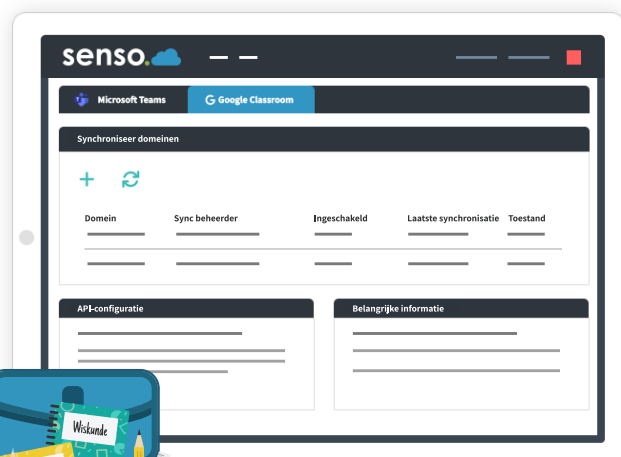 senso.
Microsoft Teams
G Google Classroom
Synchroniseer domeinen
Domein Sync beheerder Ingeschakeld Laatste synchronisatie Toestand
API-configuratie
Belangrijke informatie
Wiskunde